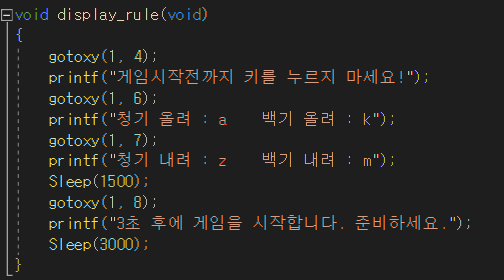 void display_rule(void)
{
gotoxy(1, 4);
printf("게임시작전까지 키를 누르지 마세요!");
gotoxy(1, 6);
printf("청기 올려 : a    백기 올려 : k");
gotoxy(1, 7);
printf("청기 내려 : z    백기 내려 : m");
Sleep(1500);
gotoxy(1, 8);
printf("3초 후에 게임을 시작합니다. 준비하세요.");
Sleep(3000);
}